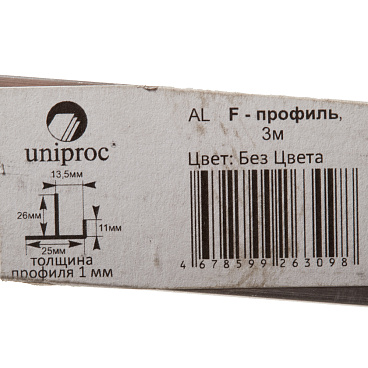 uniproc
AL F - профиль,
3м
Цвет: Без Цвета
13,5мм
26мм
11мм
25мм
толщина
профиля 1 мм
4 678599 263098